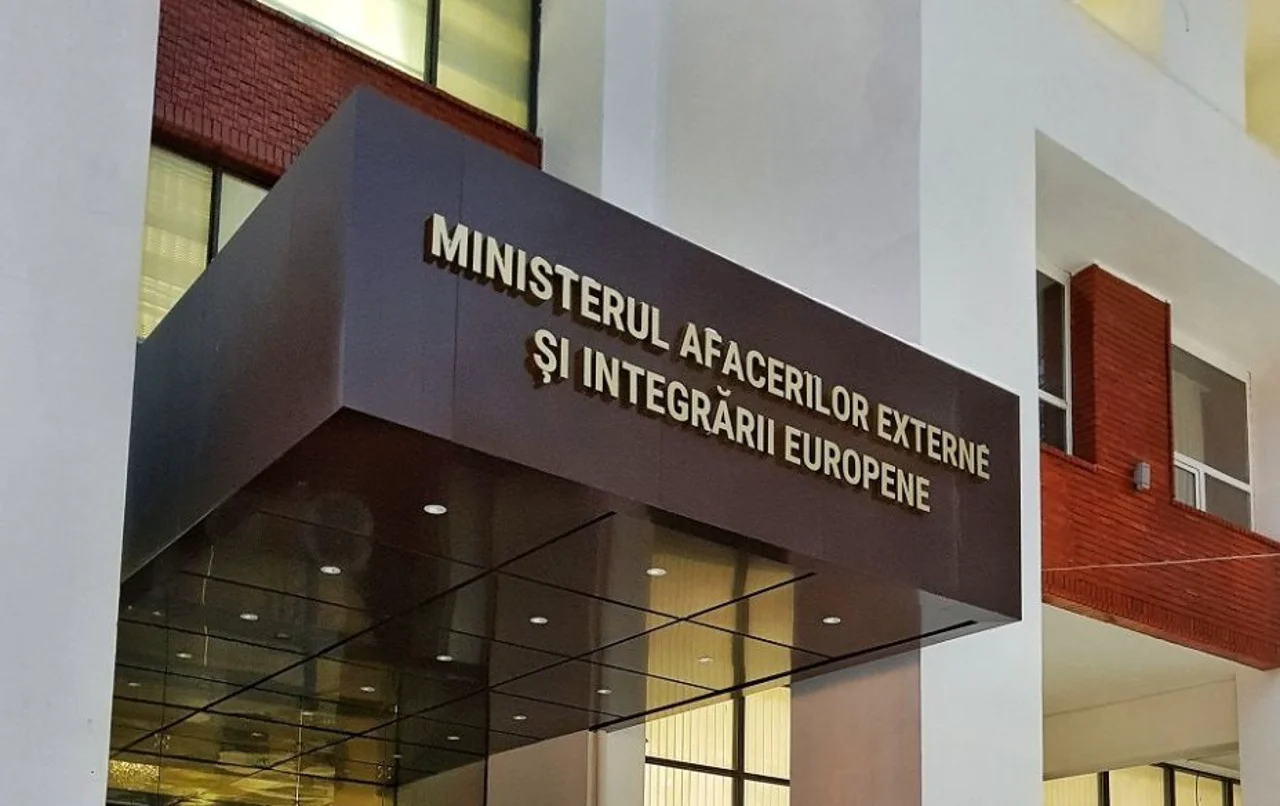 MINISTERUL AFACERILOR EXTERNE
ȘI INTEGRĂRII EUROPENE